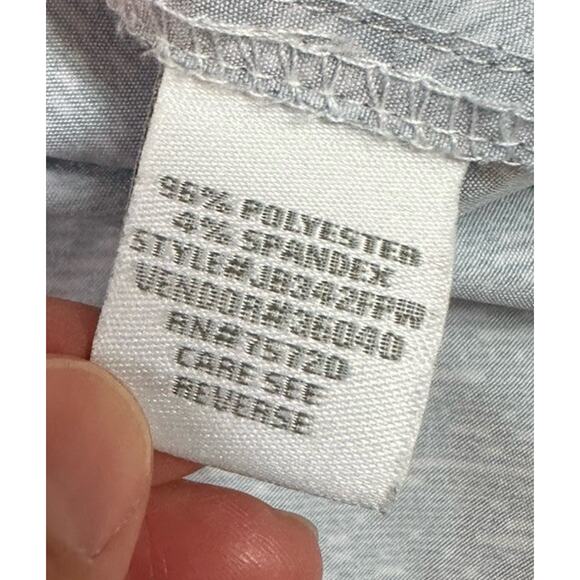 96% POLYESTER
4% SPANDEX
STYLE#JB342FPW
VENDOR#36040
RN#75720
CARE SEE
REVERSE